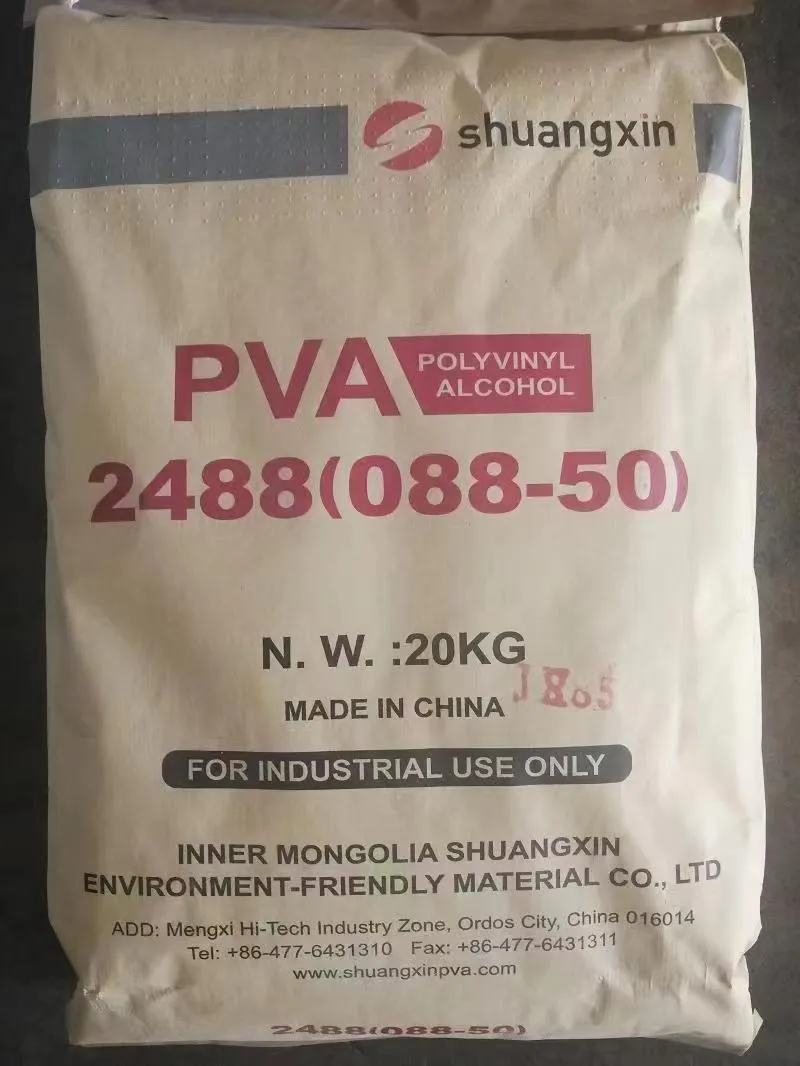 shuangxin
PVA
POLYVINYL
ALCOHOL
2488(088-50)
N. W. :20KG
MADE IN CHINA
J805
FOR INDUSTRIAL USE ONLY
INNER MONGOLIA SHUANGXIN
ENVIRONMENT-FRIENDLY MATERIAL CO., LTD
ADD: Mengxi Hi-Tech Industry Zone, Ordos City, China 016014
Tel: +86-477-6431310 Fax: +86-477-6431311
www.shuangxinpva.com
2488(088-50)